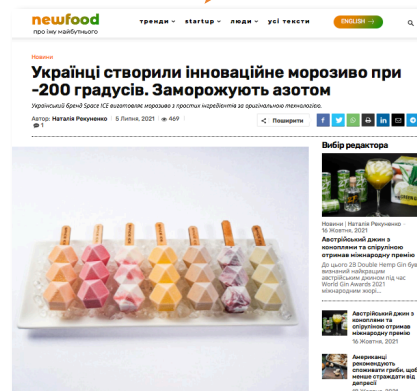 newfood
про їжу майбутнього
тренди
startup
люди
усі тексти
ENGLISH →
Новини
Українці створили інноваційне морозиво при
-200 градусів. Заморожують азотом
Український бренд Space ICE виготовляє морозиво з простих інгредієнтів за оригінальною технологією.
Автор: Наталія Рекуненко
5 Липня, 2021
469
1
Поширити
Вибір редактора
Новини | Наталія Рекуненко -
16 Жовтня, 2021
Австрійський джин з
коноплями та
спіруліною
отримав міжнародну премію
До цього 28 Double Hemp Gin був
визнаний найкращим
австрійським джином під час
World Gin Awards 2021
міжнародним жюрі...
Австрійський джин з
коноплями та
спіруліною отримав
міжнародну премію
16 Жовтня, 2021
Американці
рекомендують
споживати гриби, щоб
менше страждати від
депресії